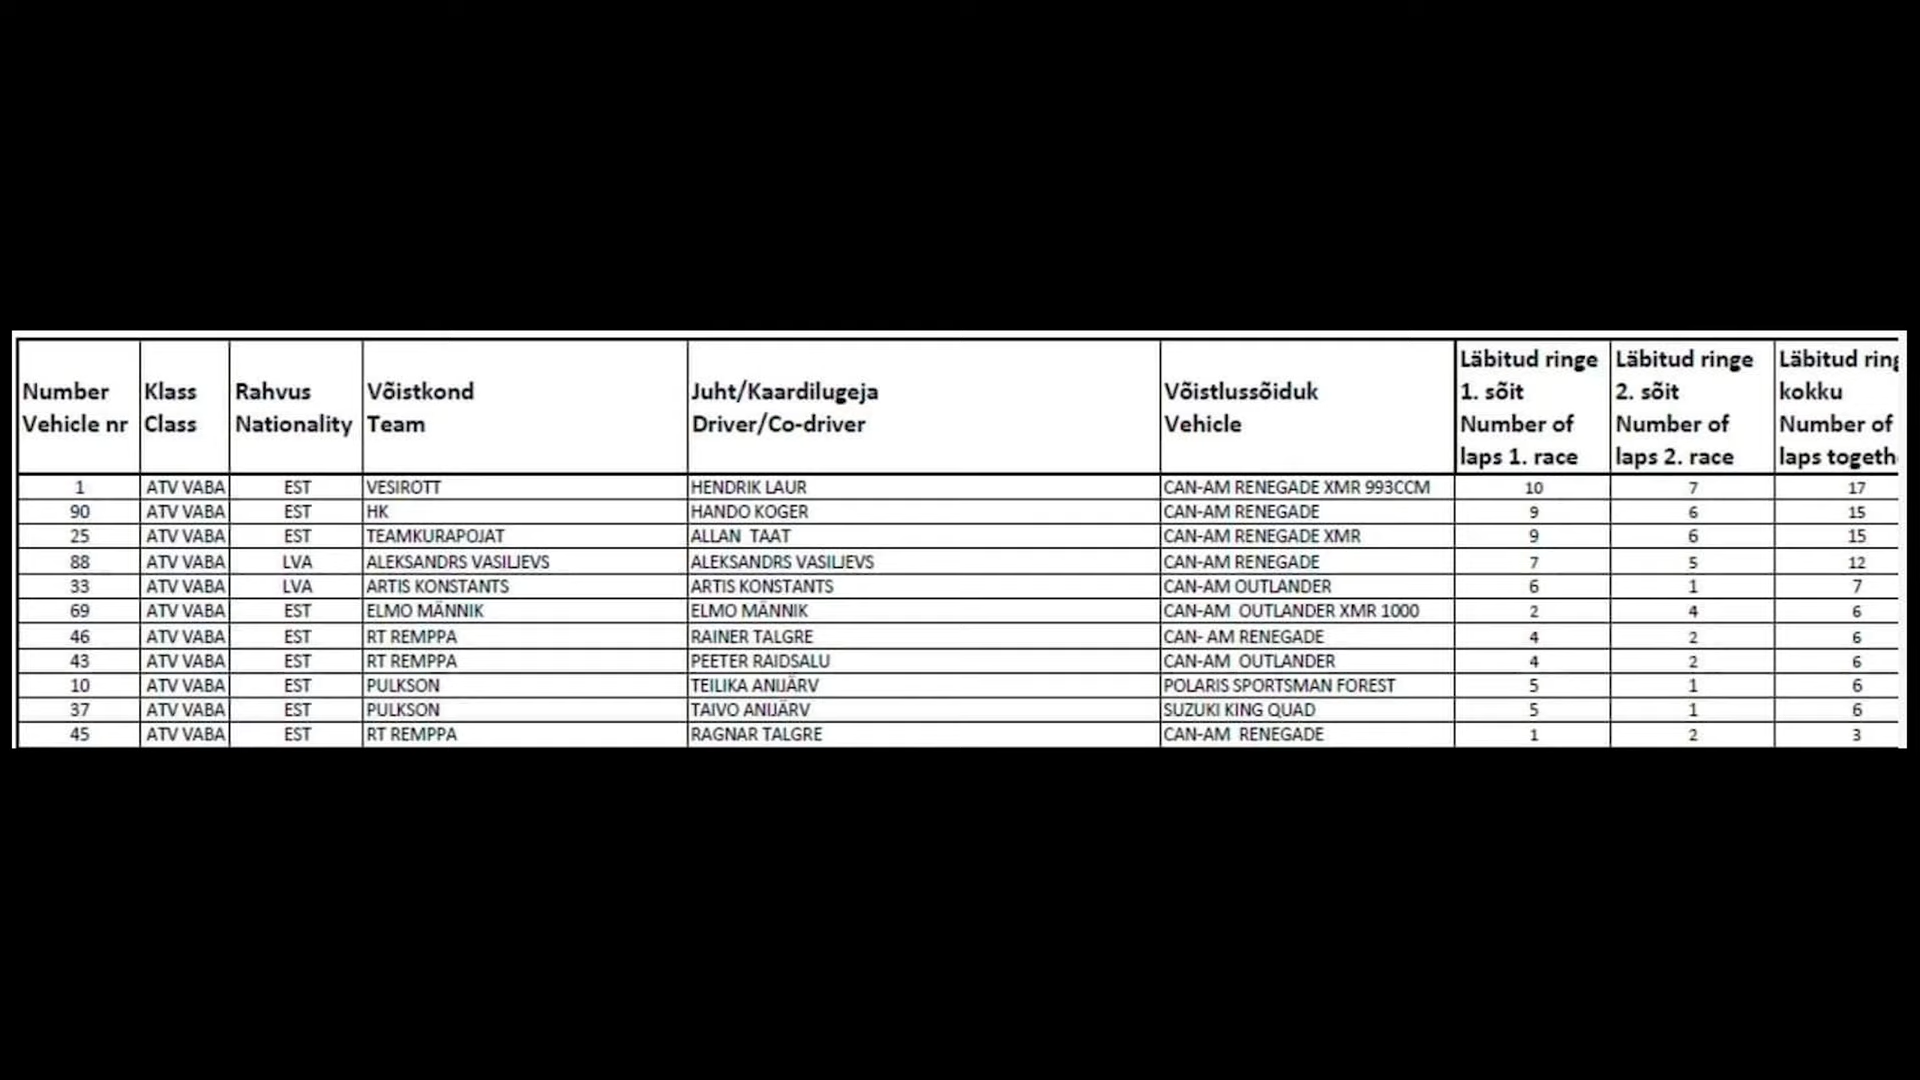 Number Vehicle nr | Klass Class | Rahvus Nationality | Võistkond Team | Juht/Kaardilugeja Driver/Co-driver | Võistlussõiduk Vehicle | Läbitud ringe 1. sõit Number of laps 1. race | Läbitud ringe 2. sõit Number of laps 2. race | Läbitud ring kokku Number of laps togeth
1 ATV VABA EST VESIROTT HENDRIK LAUR CAN-AM RENEGADE XMR 993CCM 10 7 17
90 ATV VABA EST HK HANDO KOGER CAN-AM RENEGADE 9 6 15
25 ATV VABA EST TEAMKURAPOJAT ALLAN TAAT CAN-AM RENEGADE XMR 9 6 15
88 ATV VABA LVA ALEKSANDRS VASILJEVS ALEKSANDRS VASILJEVS CAN-AM RENEGADE 7 5 12
33 ATV VABA LVA ARTIS KONSTANTS ARTIS KONSTANTS CAN-AM OUTLANDER 6 1 7
69 ATV VABA EST ELMO MÄNNIK ELMO MÄNNIK CAN-AM OUTLANDER XMR 1000 2 4 6
46 ATV VABA EST RT REMPPA RAINER TALGRE CAN- AM RENEGADE 4 2 6
43 ATV VABA EST RT REMPPA PEETER RAIDSALU CAN-AM OUTLANDER 4 2 6
10 ATV VABA EST PULKSON TEILIKA ANIJÄRV POLARIS SPORTSMAN FOREST 5 1 6
37 ATV VABA EST PULKSON TAIVO ANIJÄRV SUZUKI KING QUAD 5 1 6
45 ATV VABA EST RT REMPPA RAGNAR TALGRE CAN-AM RENEGADE 1 2 3